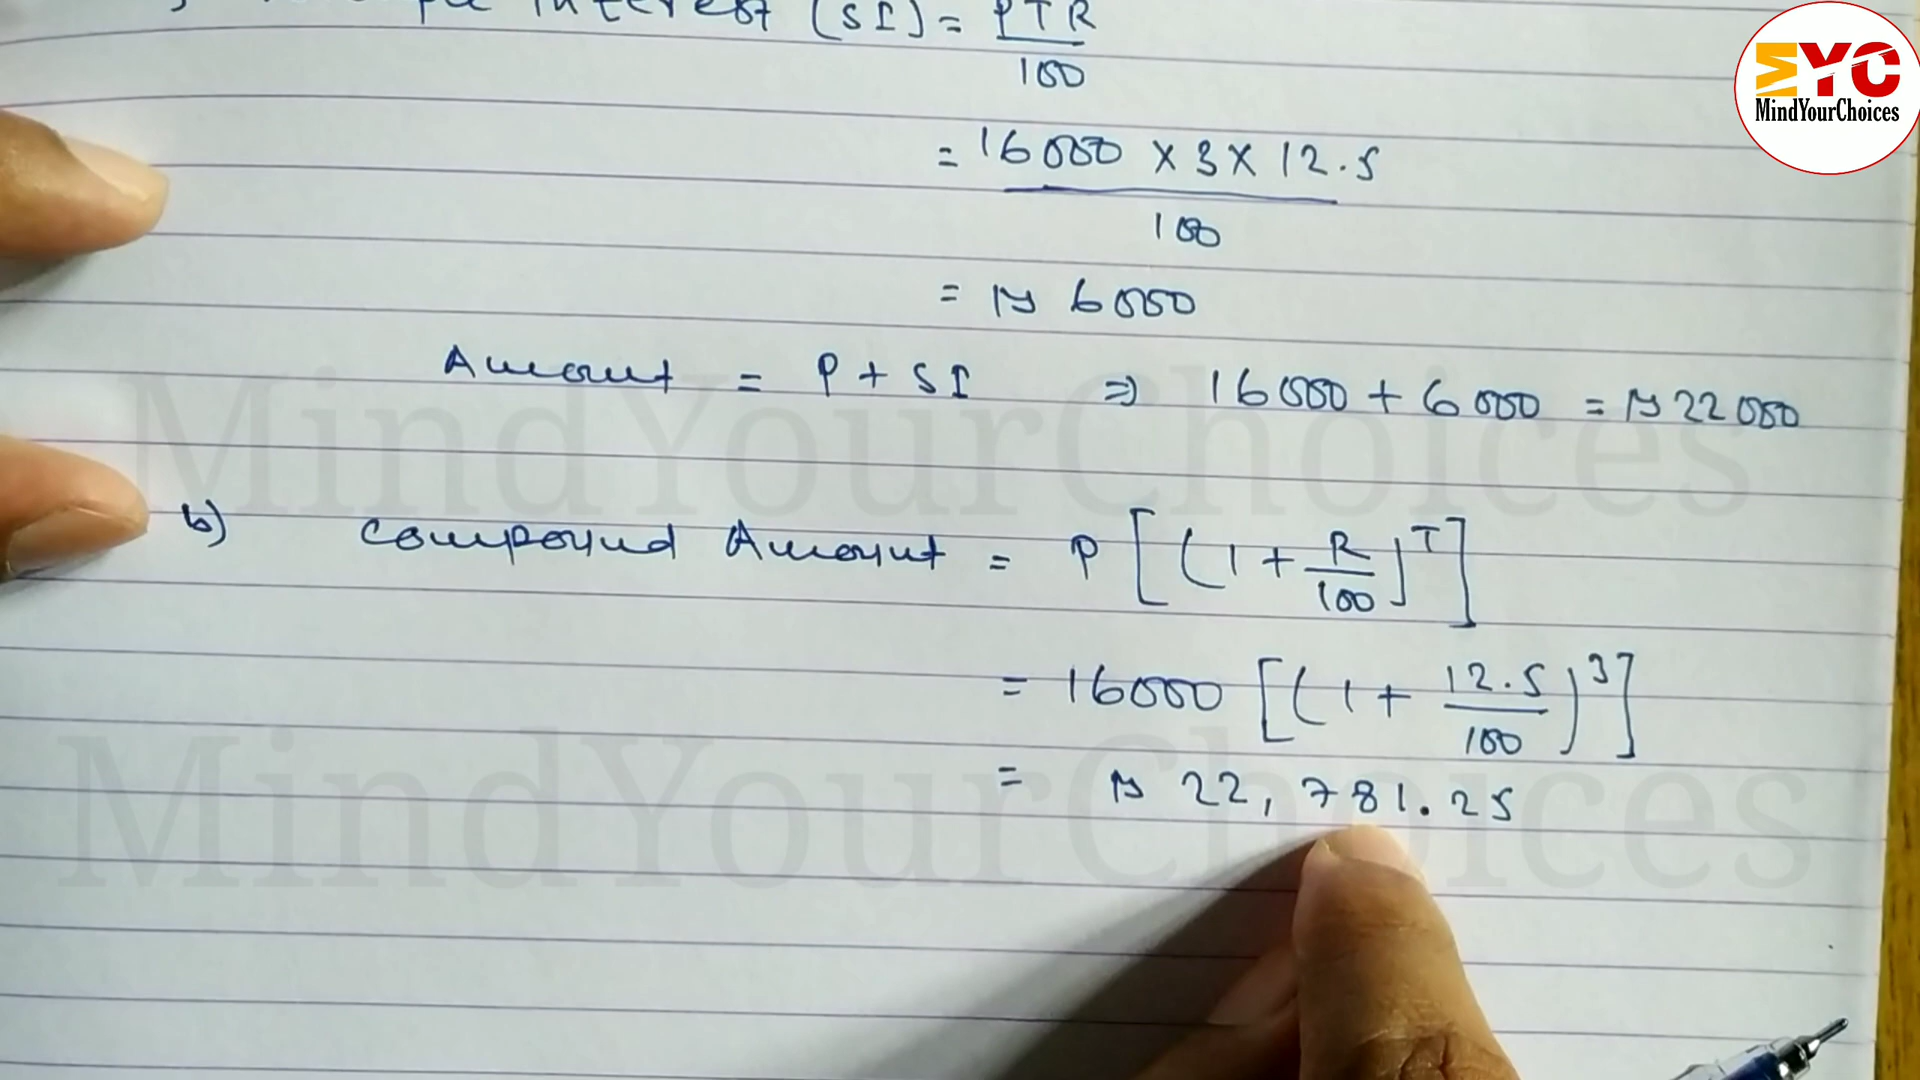 Interest (SI) = PTR
100
= 16000 × 3 × 12.5
100
= Rs 6000
Amount = P + SI ⇒ 16000 + 6000 = Rs 22000
b) Compound Amount = P [(1 + R/100)^T]
= 16000 [(1 + 12.5/100)^3]
= Rs 22,781.25
MYC
MindYourChoices
MindYourChoices
MindYourChoices